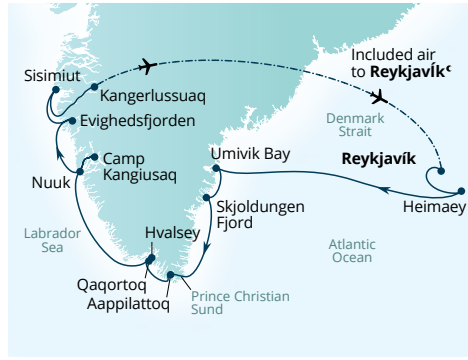 Included air
to Reykjavík‘
Sisimiut
Kangerlussuaq
Denmark
Strait
Evighedsfjorden
Umivik Bay
Reykjavík
Camp
Kangiusaq
Nuuk
Skjoldungen
Fjord
Heimaey
Labrador
Sea
Hvalsey
Atlantic
Ocean
Qaqortoq
Aappilattoq
Prince Christian
Sund